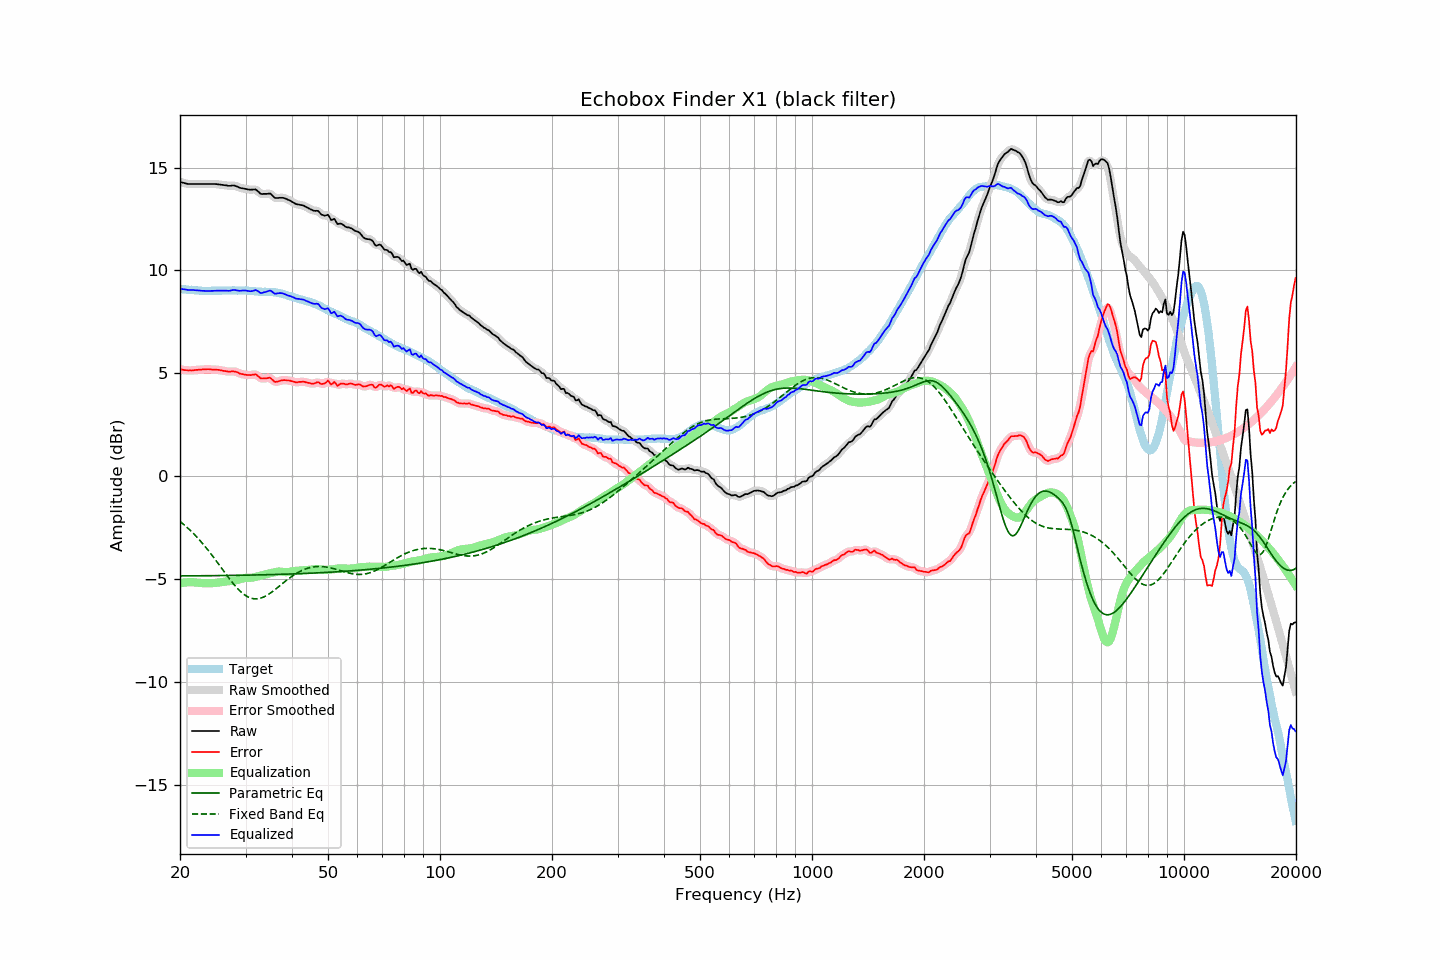 Echobox Finder X1 (black filter)
Amplitude (dBr)
15
10
5
0
−5
−10
−15
Target
Raw Smoothed
Error Smoothed
Raw
Error
Equalization
Parametric Eq
Fixed Band Eq
Equalized
20 50 100 200 500 1000 2000 5000 10000 20000
Frequency (Hz)